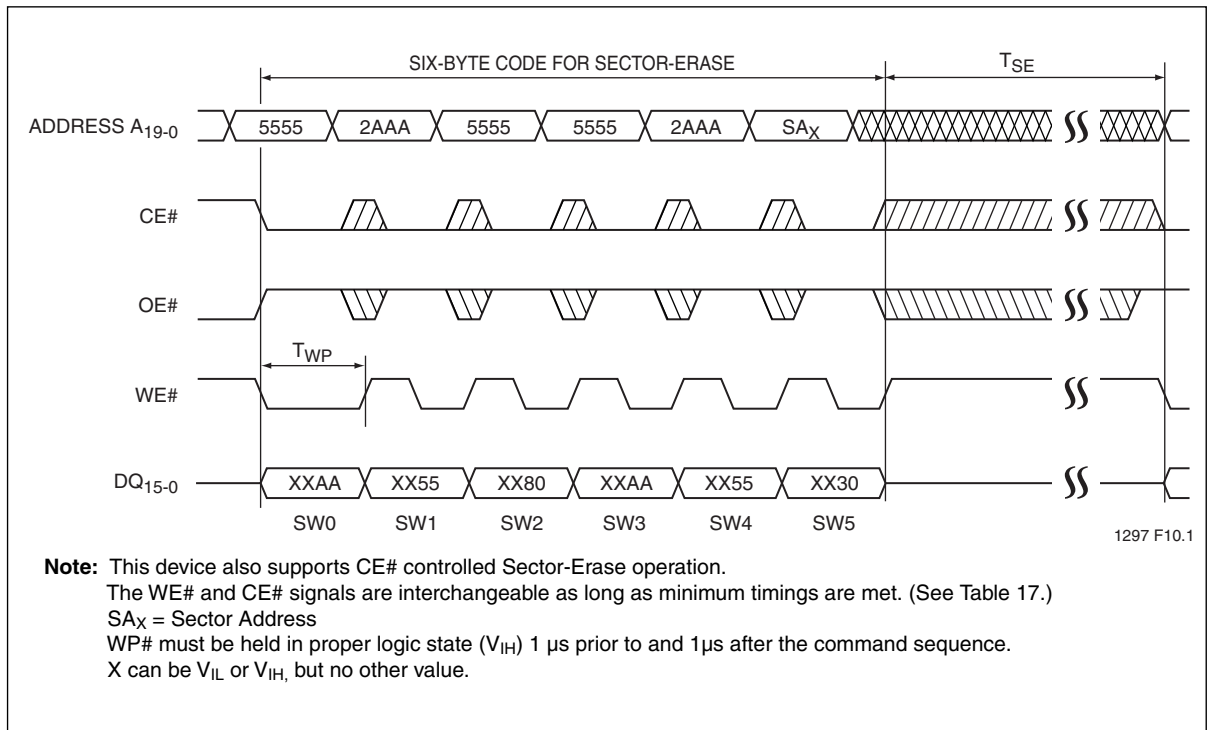 SIX-BYTE CODE FOR SECTOR-ERASE TSE
ADDRESS A19-0 5555 2AAA 5555 5555 2AAA SAX
CE#
OE#
TWP
WE#
DQ15-0 XXAA XX55 XX80 XXAA XX55 XX30
SW0 SW1 SW2 SW3 SW4 SW5
1297 F10.1
Note: This device also supports CE# controlled Sector-Erase operation.
The WE# and CE# signals are interchangeable as long as minimum timings are met. (See Table 17.)
SAX = Sector Address
WP# must be held in proper logic state (VIH) 1 µs prior to and 1µs after the command sequence.
X can be VIL or VIH, but no other value.